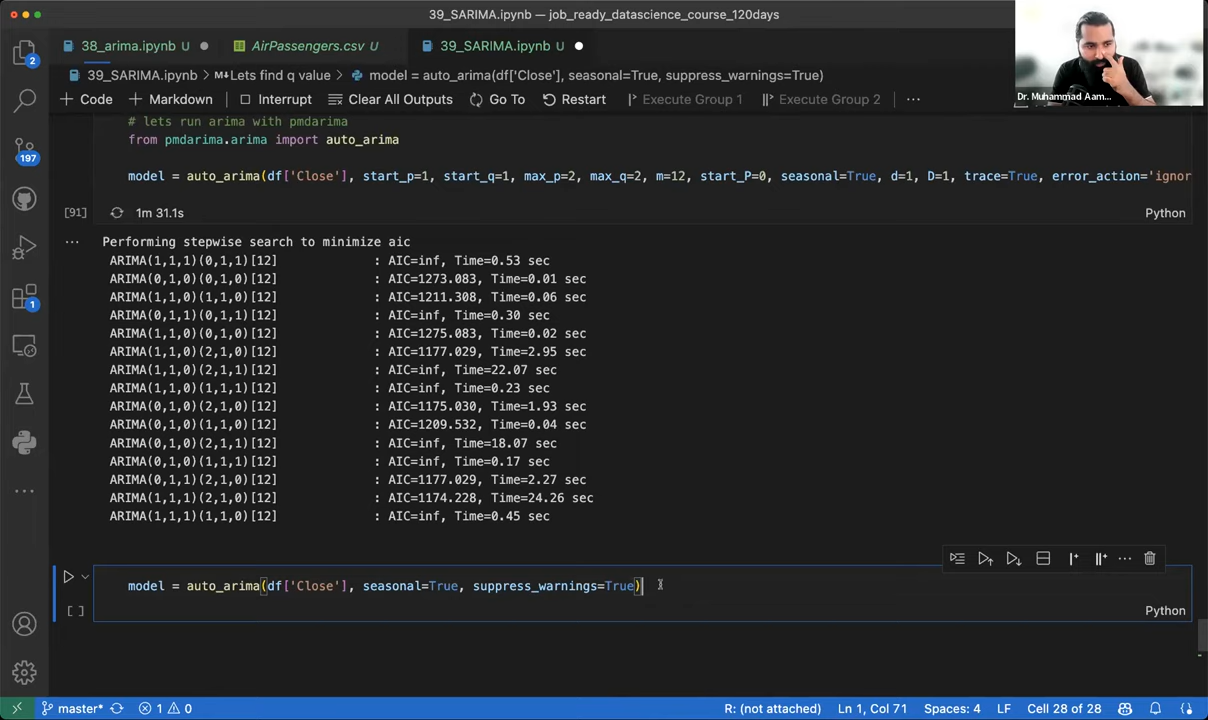 39_SARIMA.ipynb — job_ready_datascience_course_120days
38_arima.ipynb U
AirPassengers.csv U
39_SARIMA.ipynb U
39_SARIMA.ipynb > M↓Lets find q value > model = auto_arima(df['Close'], seasonal=True, suppress_warnings=True)
+ Code + Markdown Interrupt Clear All Outputs Go To Restart Execute Group 1 Execute Group 2 ...
Dr. Muhammad Aam...
# lets run arima with pmdarima
from pmdarima.arima import auto_arima
model = auto_arima(df['Close'], start_p=1, start_q=1, max_p=2, max_q=2, m=12, start_P=0, seasonal=True, d=1, D=1, trace=True, error_action='ignor
[91] 1m 31.1s Python
... Performing stepwise search to minimize aic
ARIMA(1,1,1)(0,1,1)[12] : AIC=inf, Time=0.53 sec
ARIMA(0,1,0)(0,1,0)[12] : AIC=1273.083, Time=0.01 sec
ARIMA(1,1,0)(1,1,0)[12] : AIC=1211.308, Time=0.06 sec
ARIMA(0,1,1)(0,1,1)[12] : AIC=inf, Time=0.30 sec
ARIMA(1,1,0)(0,1,0)[12] : AIC=1275.083, Time=0.02 sec
ARIMA(1,1,0)(2,1,0)[12] : AIC=1177.029, Time=2.95 sec
ARIMA(1,1,0)(2,1,1)[12] : AIC=inf, Time=22.07 sec
ARIMA(1,1,0)(1,1,1)[12] : AIC=inf, Time=0.23 sec
ARIMA(0,1,0)(2,1,0)[12] : AIC=1175.030, Time=1.93 sec
ARIMA(0,1,0)(1,1,0)[12] : AIC=1209.532, Time=0.04 sec
ARIMA(0,1,0)(2,1,1)[12] : AIC=inf, Time=18.07 sec
ARIMA(0,1,0)(1,1,1)[12] : AIC=inf, Time=0.17 sec
ARIMA(0,1,1)(2,1,0)[12] : AIC=1177.029, Time=2.27 sec
ARIMA(1,1,1)(2,1,0)[12] : AIC=1174.228, Time=24.26 sec
ARIMA(1,1,1)(1,1,0)[12] : AIC=inf, Time=0.45 sec
model = auto_arima(df['Close'], seasonal=True, suppress_warnings=True)
[ ] Python
2
197
1
master* 1 0 R: (not attached) Ln 1, Col 71 Spaces: 4 LF Cell 28 of 28